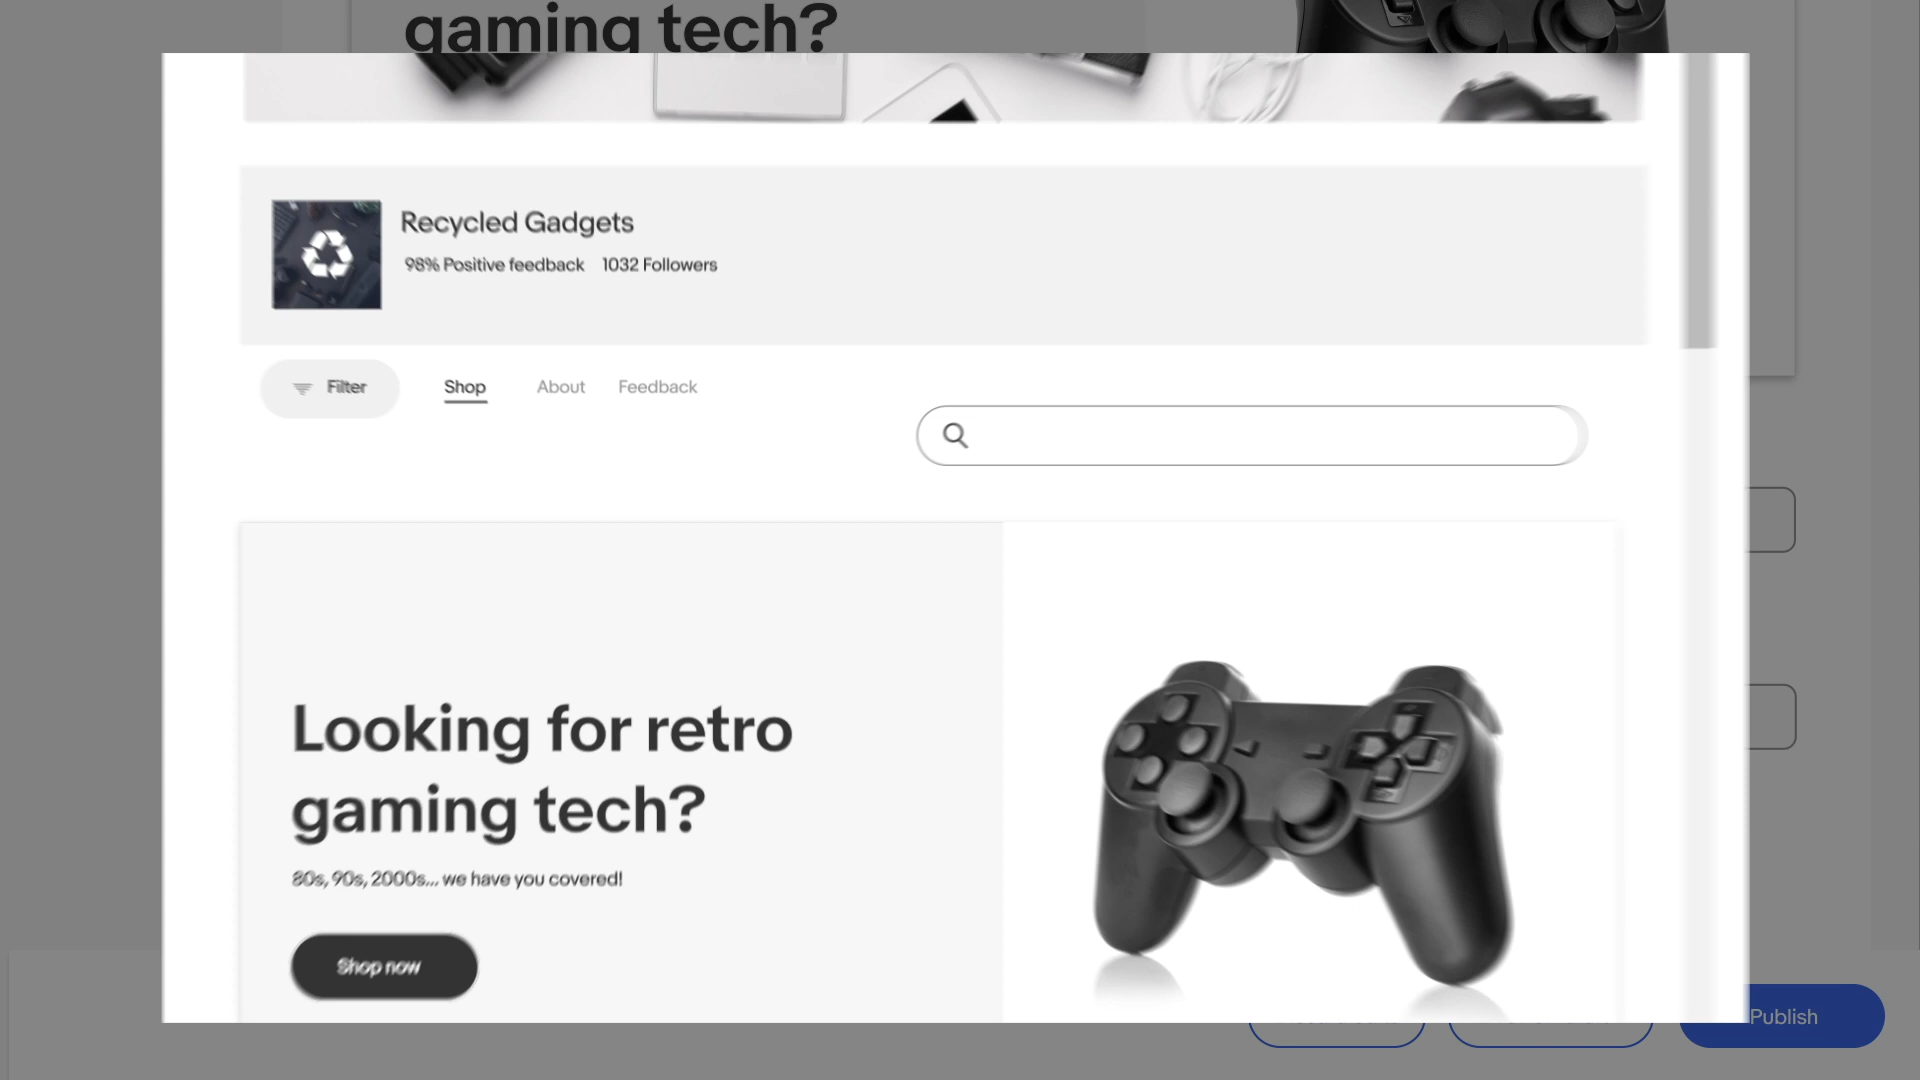 gaming tech?
Recycled Gadgets
98% Positive feedback 1032 Followers
Filter Shop About Feedback
Looking for retro
gaming tech?
80s, 90s, 2000s... we have you covered!
Shop now
Publish